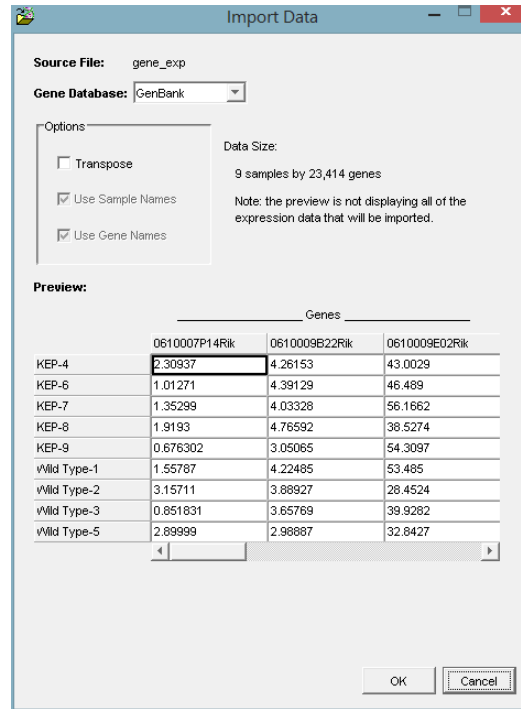 Import Data
Source File: gene_exp
Gene Database: GenBank
Options
Transpose
Use Sample Names
Use Gene Names
Data Size:
9 samples by 23,414 genes
Note: the preview is not displaying all of the
expression data that will be imported.
Preview:
Genes
0610007P14Rik 0610009B22Rik 0610009E02Rik
KEP-4 2.30937 4.26153 43.0029
KEP-6 1.01271 4.39129 46.489
KEP-7 1.35299 4.03328 56.1662
KEP-8 1.9193 4.76592 38.5274
KEP-9 0.676302 3.05065 54.3097
Wild Type-1 1.55787 4.22485 53.485
Wild Type-2 3.15711 3.88927 28.4524
Wild Type-3 0.851831 3.65769 39.9282
Wild Type-5 2.89999 2.98887 32.8427
OK Cancel